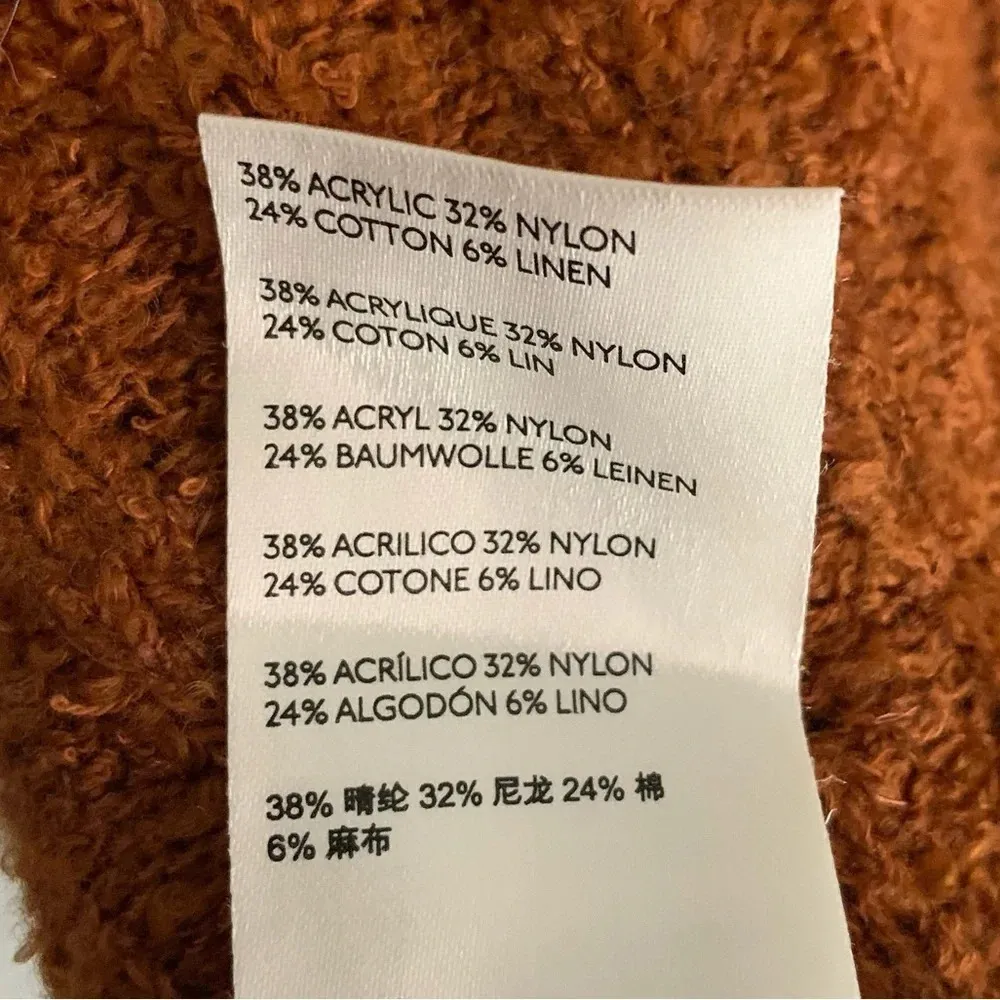 38% ACRYLIC 32% NYLON
24% COTTON 6% LINEN
38% ACRYLIQUE 32% NYLON
24% COTON 6% LIN
38% ACRYL 32% NYLON
24% BAUMWOLLE 6% LEINEN
38% ACRILICO 32% NYLON
24% COTONE 6% LINO
38% ACRÍLICO 32% NYLON
24% ALGODÓN 6% LINO
38% 晴纶 32% 尼龙 24% 棉
6% 麻布